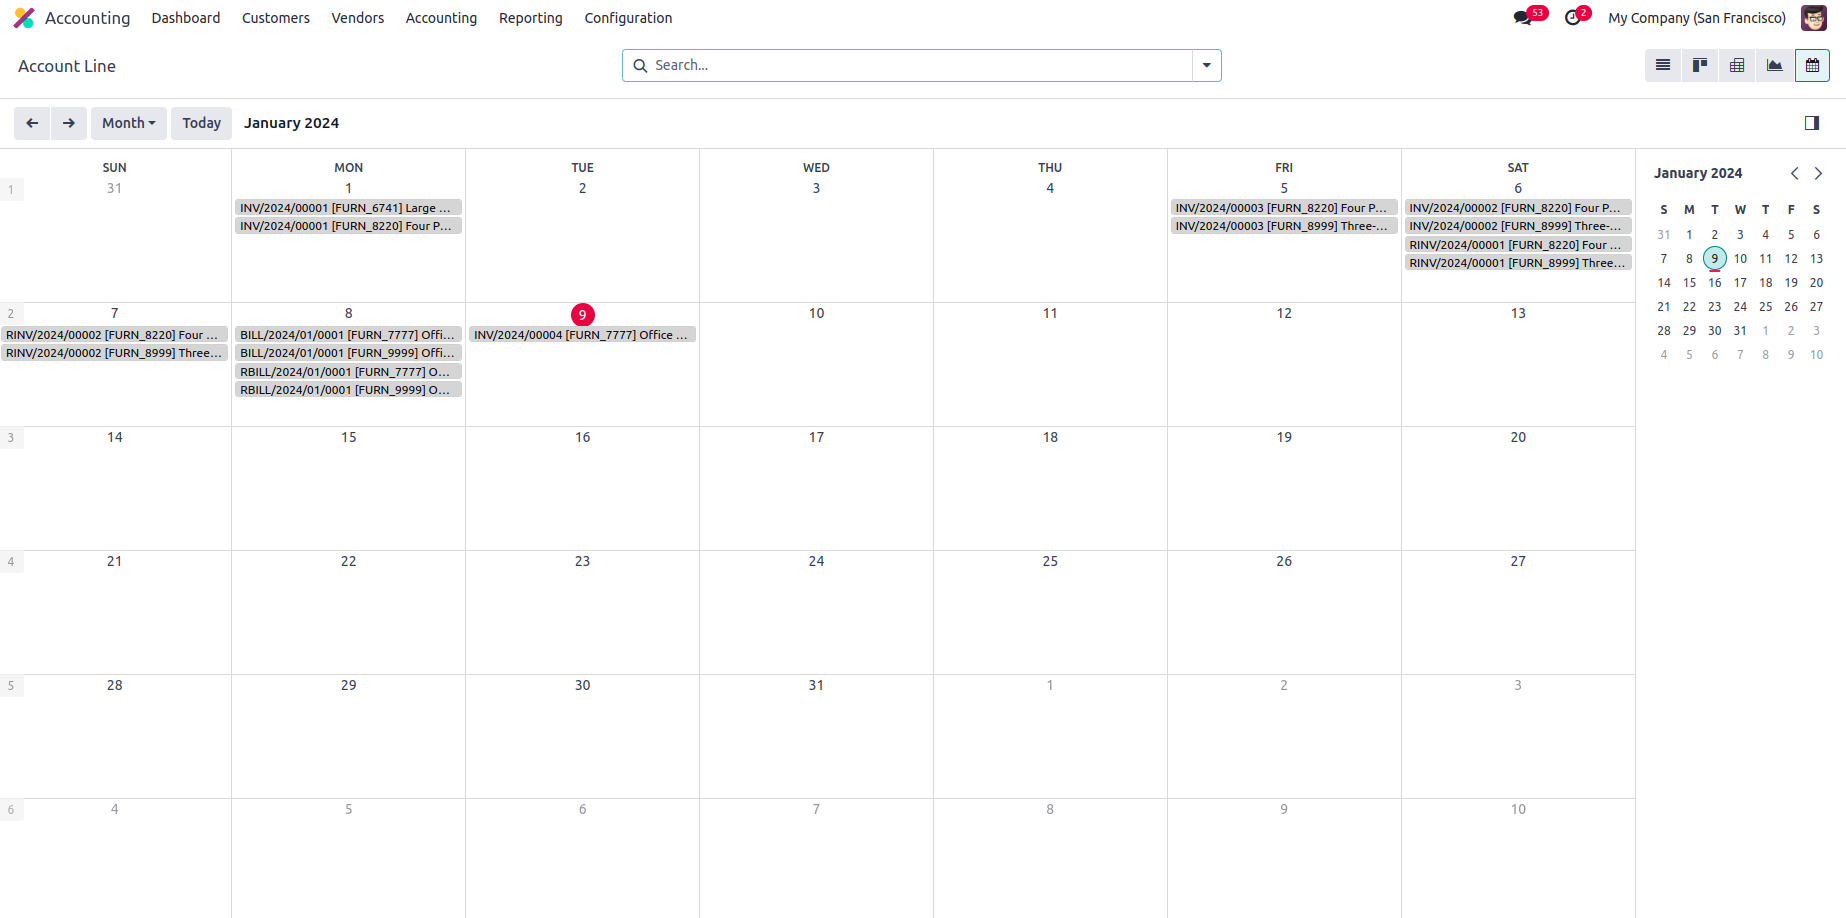 Accounting Dashboard Customers Vendors Accounting Reporting Configuration 53 2 My Company (San Francisco)
Account Line Search...
Month Today January 2024
SUN MON TUE WED THU FRI SAT
1 31 1 2 3 4 5 6
INV/2024/00001 [FURN_6741] Large ...
INV/2024/00001 [FURN_8220] Four P...
INV/2024/00003 [FURN_8220] Four P...
INV/2024/00003 [FURN_8999] Three-...
INV/2024/00002 [FURN_8220] Four P...
INV/2024/00002 [FURN_8999] Three-...
RINV/2024/00001 [FURN_8220] Four ...
RINV/2024/00001 [FURN_8999] Three...
2 7 8 9 10 11 12 13
RINV/2024/00002 [FURN_8220] Four ...
RINV/2024/00002 [FURN_8999] Three...
BILL/2024/01/0001 [FURN_7777] Offi...
BILL/2024/01/0001 [FURN_9999] Offi...
RBILL/2024/01/0001 [FURN_7777] O...
RBILL/2024/01/0001 [FURN_9999] O...
INV/2024/00004 [FURN_7777] Office ...
3 14 15 16 17 18 19 20
4 21 22 23 24 25 26 27
5 28 29 30 31 1 2 3
6 4 5 6 7 8 9 10
January 2024
S M T W T F S
31 1 2 3 4 5 6
7 8 9 10 11 12 13
14 15 16 17 18 19 20
21 22 23 24 25 26 27
28 29 30 31 1 2 3
4 5 6 7 8 9 10